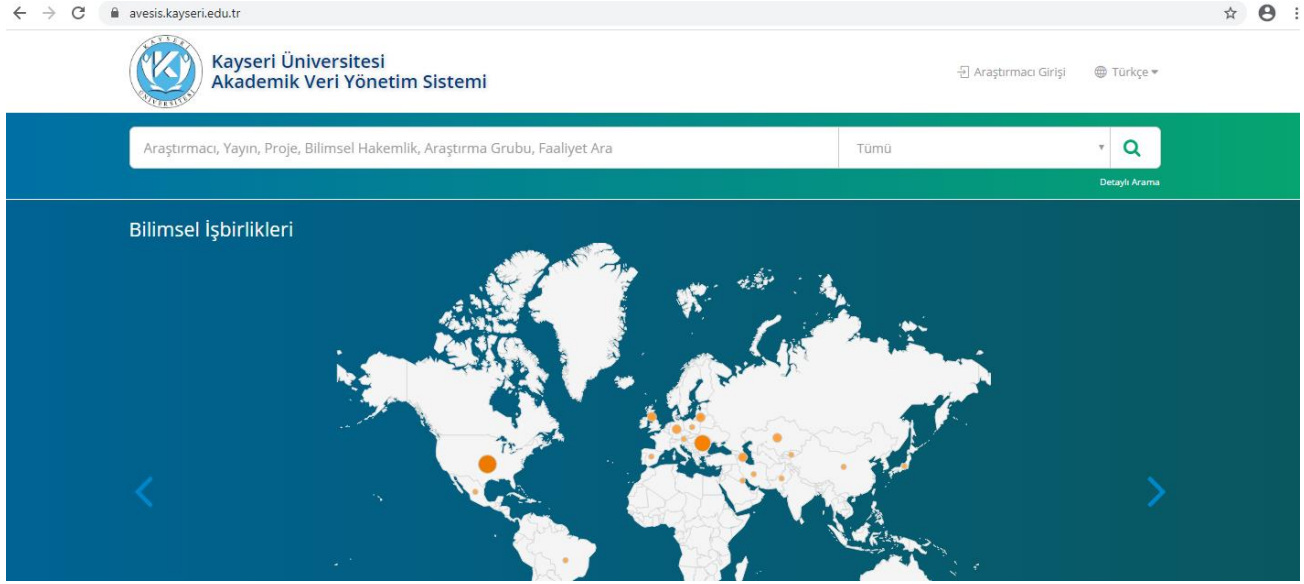 avesis.kayseri.edu.tr
Kayseri Üniversitesi
Akademik Veri Yönetim Sistemi
Araştırmacı Girişi
Türkçe
Araştırmacı, Yayın, Proje, Bilimsel Hakemlik, Araştırma Grubu, Faaliyet Ara
Tümü
Detaylı Arama
Bilimsel İşbirlikleri